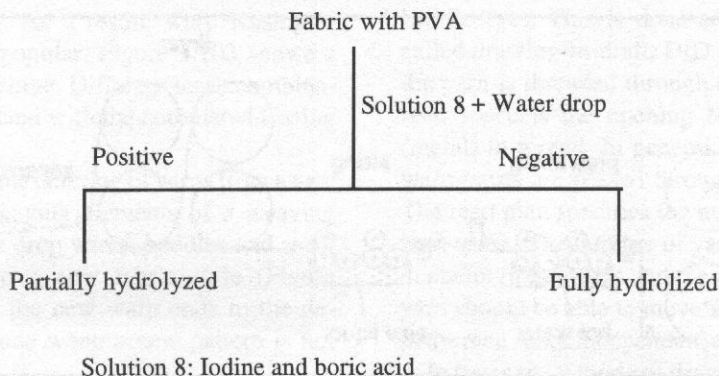 Fabric with PVA
Solution 8 + Water drop
Positive
Negative
Partially hydrolyzed
Fully hydrolized
Solution 8: Iodine and boric acid